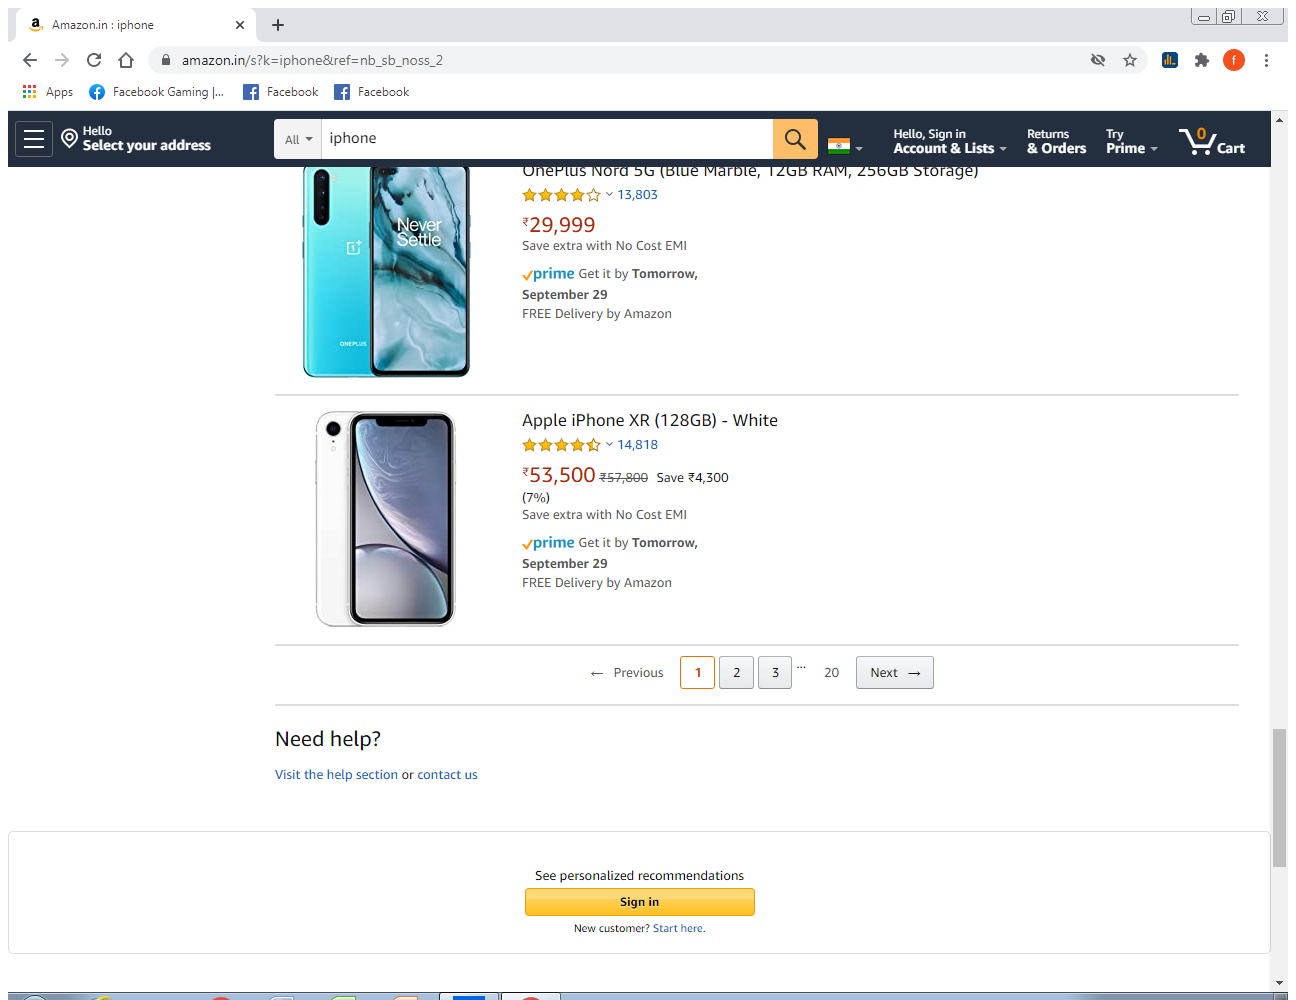 Amazon.in : iphone
amazon.in/s?k=iphone&ref=nb_sb_noss_2
f
Apps Facebook Gaming |... Facebook Facebook
Hello
Select your address
All iphone
Hello, Sign in
Account & Lists
Returns
& Orders
Try
Prime
0
Cart
OnePlus Nord 5G (Blue Marble, 12GB RAM, 256GB Storage)
13,803
₹29,999
Save extra with No Cost EMI
prime Get it by Tomorrow,
September 29
FREE Delivery by Amazon
Never
Settle
ONEPLUS
Apple iPhone XR (128GB) - White
14,818
₹53,500 ₹57,800 Save ₹4,300
(7%)
Save extra with No Cost EMI
prime Get it by Tomorrow,
September 29
FREE Delivery by Amazon
← Previous 1 2 3 ... 20 Next →
Need help?
Visit the help section or contact us
See personalized recommendations
Sign in
New customer? Start here.